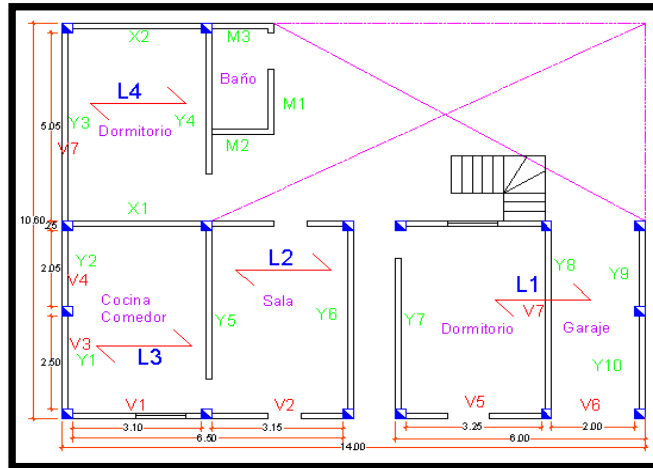 X2
M3
Baño
L4
M1
5.05
Y3
Dormitorio
Y4
V7
M2
X1
10.60
.25
L2
Y2
2.05
V4
L1
Y8
Y9
Cocina
Comedor
Sala
Y5
Y6
V7
Y7
Dormitorio
Garaje
V3
L3
Y1
2.50
Y10
V1
V2
V5
V6
3.10
3.15
3.25
2.00
6.50
6.00
14.00